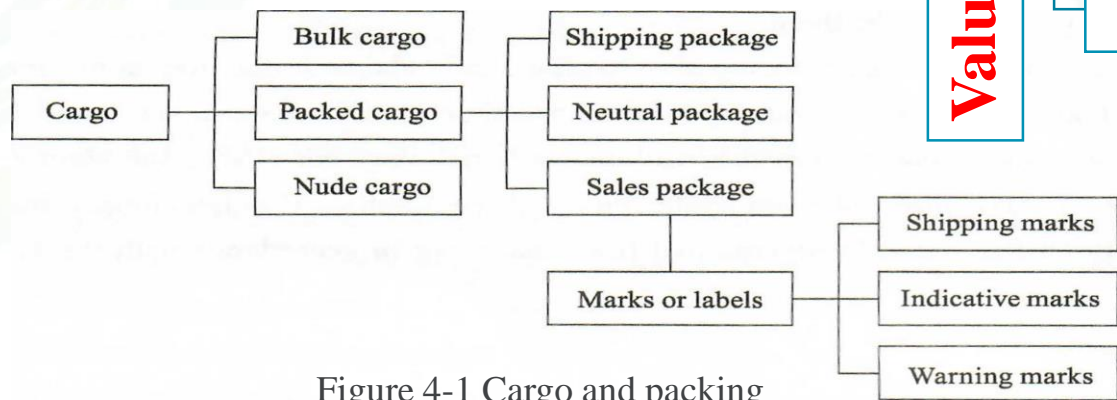 Bulk cargo
Shipping package
Cargo
Packed cargo
Neutral package
Nude cargo
Sales package
Shipping marks
Marks or labels
Indicative marks
Warning marks
Figure 4-1 Cargo and packing
Valu